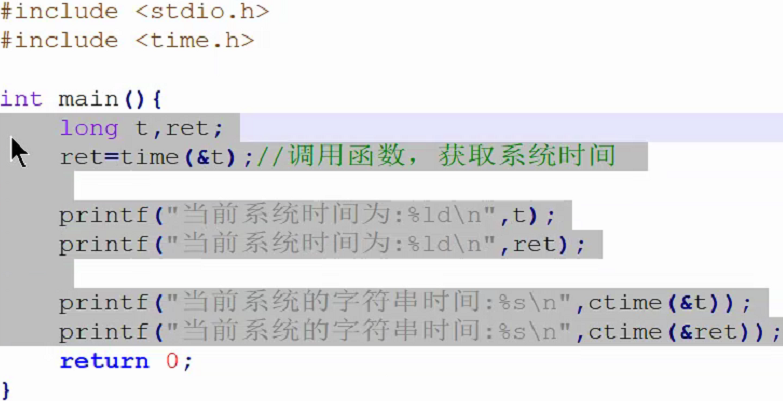 #include <stdio.h>
#include <time.h>
int main(){
long t,ret;
ret=time(&t);//调用函数，获取系统时间
printf("当前系统时间为:%ld\n",t);
printf("当前系统时间为:%ld\n",ret);
printf("当前系统的字符串时间:%s\n",ctime(&t));
printf("当前系统的字符串时间:%s\n",ctime(&ret));
return 0;
}